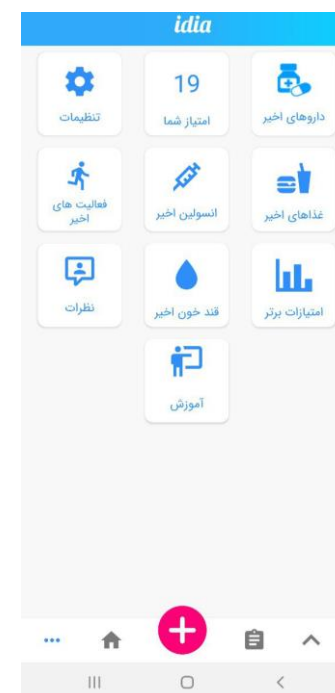 idia
داروهای اخیر
19
امتیاز شما
تنظیمات
غذاهای اخیر
انسولین اخیر
فعالیت های
اخیر
امتیازات برتر
قند خون اخیر
نظرات
آموزش